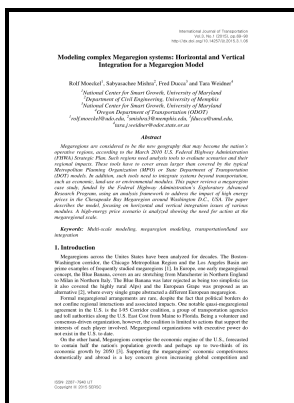 International Journal of Transportation
Vol.3, No.1 (2015), pp.69-90
http://dx.doi.org/10.14257/ijt.2015.3.1.06
Modeling complex Megaregion systems: Horizontal and Vertical
Integration for a Megaregion Model
Rolf Moeckel¹, Sabyasachee Mishra², Fred Ducca³ and Tara Weidner⁴
¹National Center for Smart Growth, University of Maryland
²Department of Civil Engineering, University of Memphis
³National Center for Smart Growth, University of Maryland
⁴Oregon Department of Transportation (ODOT)
Abstract
Megaregions are considered to be the new geography that may become the nation's
operative regions, according to the March 2010 U.S. Federal Highway Administration
(FHWA) Strategic Plan. Such regions need analysis tools to evaluate scenarios and their
regional impacts. These tools have to cover areas larger than covered by the typical
Metropolitan Planning Organization (MPO) or State Department of Transportation
(DOT) models. In addition, such tools need to integrate systems beyond transportation,
such as economic, land-use or environmental modules. This paper reviews a megaregion
case study, funded by the Federal Highway Administration's Exploratory Advanced
Research Program, using an analysis framework to address the impact of high energy
prices in the Chesapeake Bay Megaregion around Washington D.C., USA. The paper
describes the model, focusing on horizontal and vertical integration issues of various
modules. A high-energy price scenario is analyzed showing the need for action at the
megaregional scale.
Keywords: Multi-scale modeling, megaregion modeling, transportation/land use
integration
1. Introduction
Megaregions across the Unites States have been analyzed for decades. The Boston-
Washington corridor, the Chicago Metropolitan Region and the Los Angeles Basin are
prime examples of frequently studied megaregions [1]. In Europe, one early megaregion
concept, the Blue Banana, covers an arc stretching from Manchester in Northern England
to Milan in Northern Italy. The Blue Banana was later rejected as being too simplistic (as
it also covered the highly rural Alps) and the European Grape was proposed as an
alternative [2], where every single grape abstracted a different European megaregion.
Formal megaregional arrangements are rare, despite the fact that political borders do
not confine regional interactions and associated impacts. One notable quasi-megaregion
agreement in the U.S. is the I-95 Corridor coalition, a group of transportation agencies
and toll authorities along the U.S. East Cost from Maine to Florida. Being a volunteer and
consensus-driven organization, however, the coalition is limited to actions that support the
interests of each player involved. Megaregional organizations with executive power do
not exist in the U.S. to date.
On the other hand, Megaregions comprise the economic engine of the U.S., forecasted
to contain half the nation's population growth and perhaps up to two-thirds of its
economic growth by 2050 [3]. Supporting the megaregions' economic competitiveness
domestically and abroad is a key concern given increasing global competition and
ISSN: 2287-7940 IJT
Copyright ⓒ 2015 SERSC